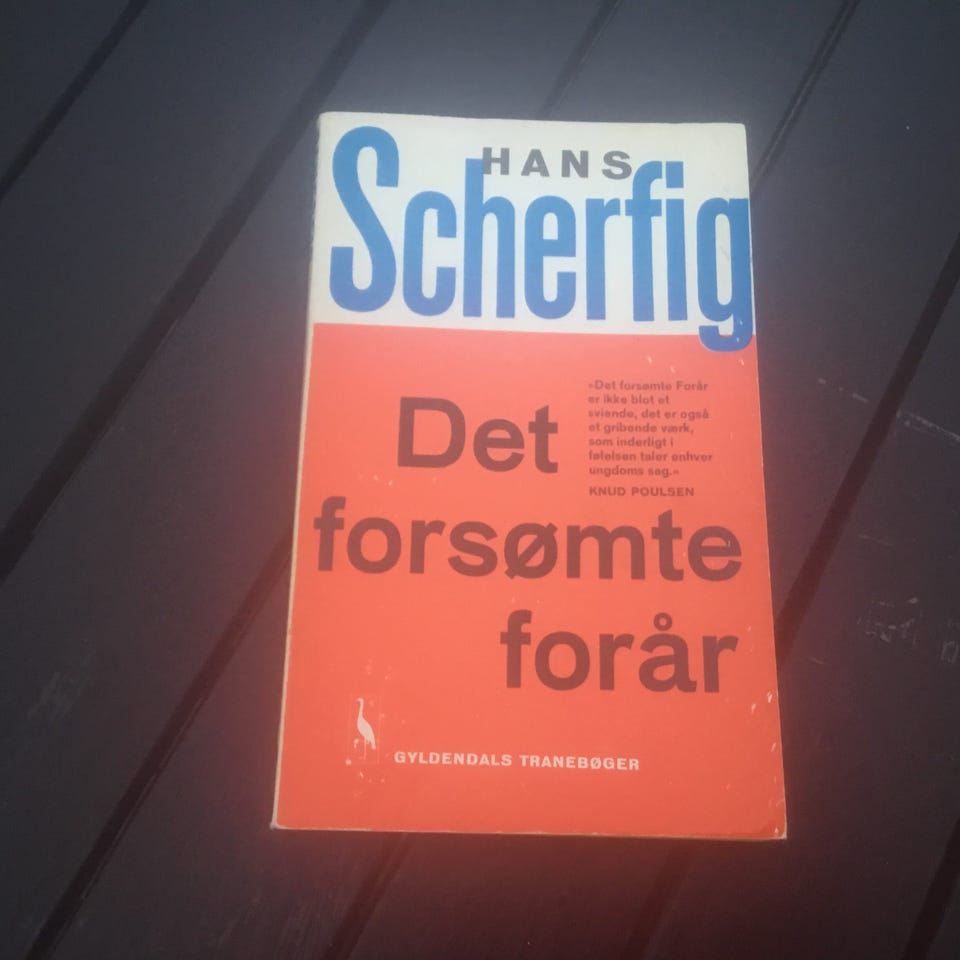 HANS
Scherfig
»Det forsømte Forår
er ikke blot et
sviende, det er også
et gribende værk,
som inderligt i
følelsen taler enhver
ungdoms sag.«
KNUD POULSEN
Det
forsømte
forår
GYLDENDALS TRANEBØGER